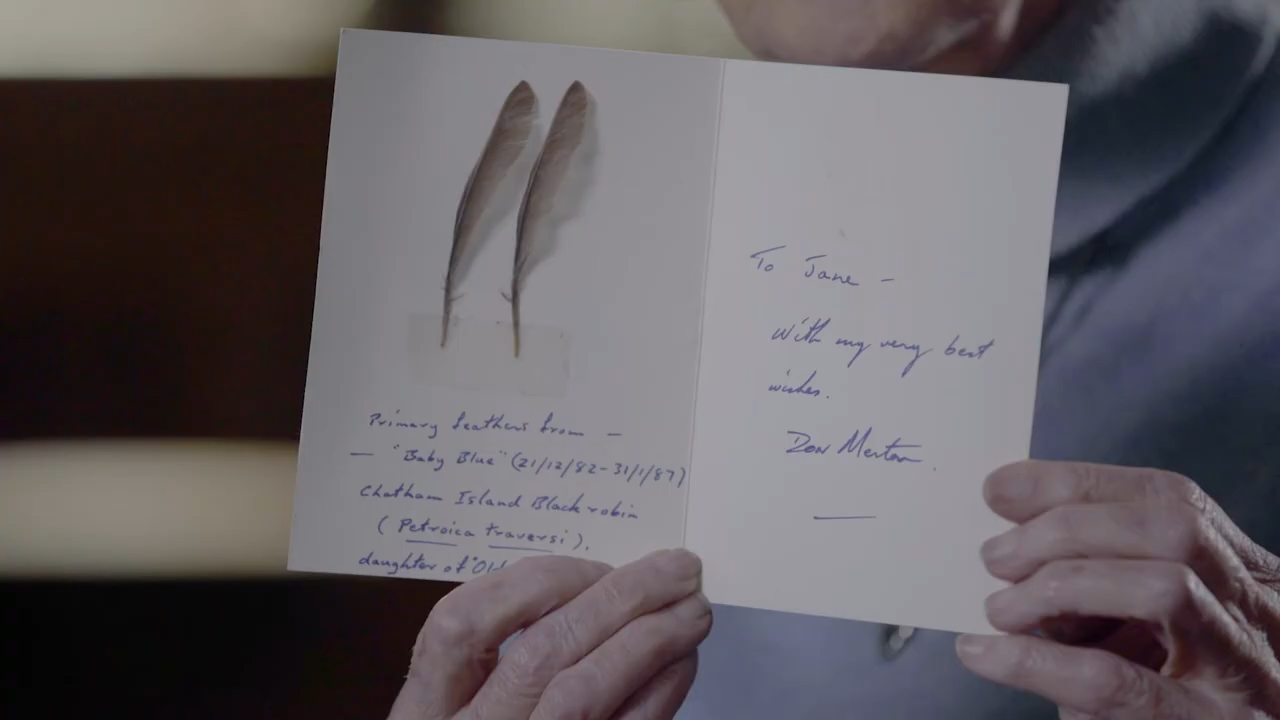 Primary feathers from —
— "Baby Blue" (21/12/82-31/1/87)
Chatham Island Black robin
(Petroica traversi).
daughter of "Old
To Jane —
With my very best
wishes.
Don Merton.